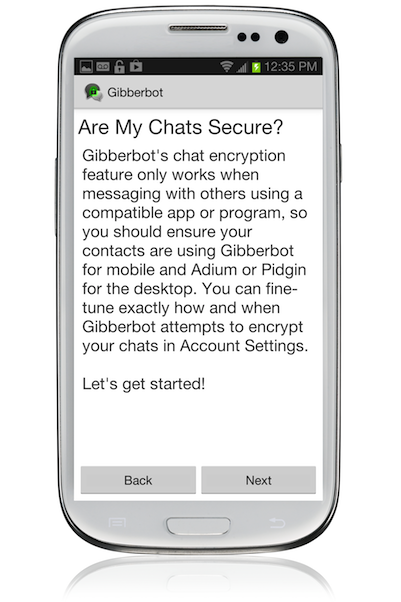 12:35 PM
Gibberbot
Are My Chats Secure?
Gibberbot's chat encryption
feature only works when
messaging with others using a
compatible app or program, so
you should ensure your
contacts are using Gibberbot
for mobile and Adium or Pidgin
for the desktop. You can fine-
tune exactly how and when
Gibberbot attempts to encrypt
your chats in Account Settings.
Let's get started!
Back
Next